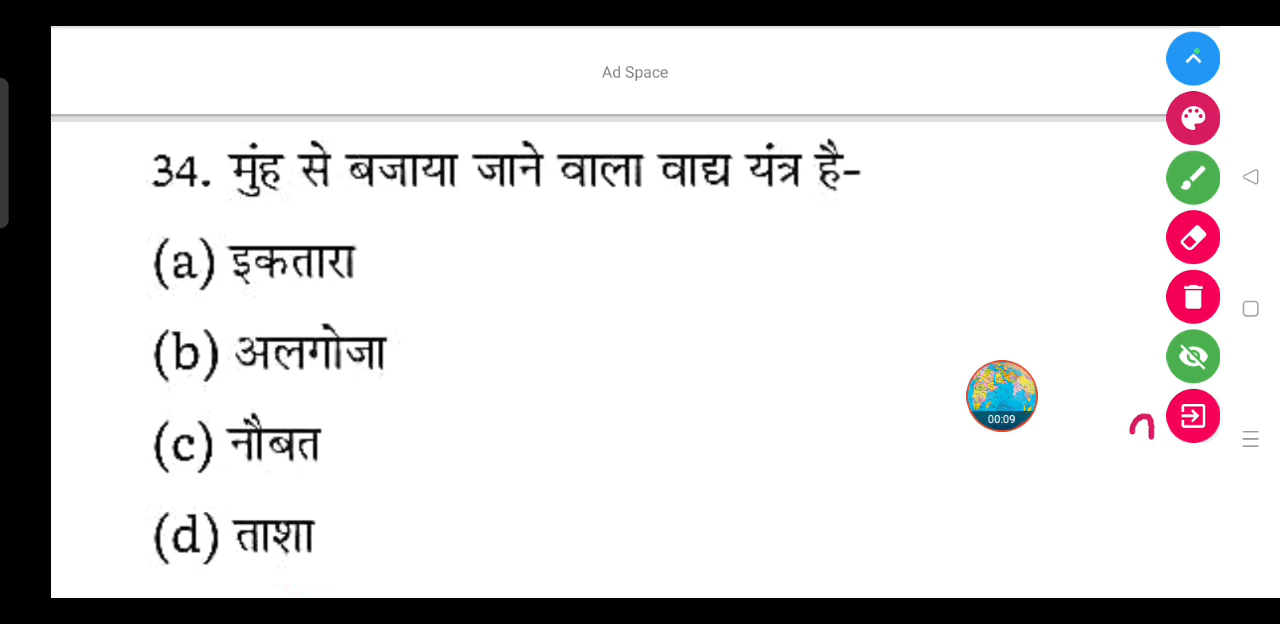 Ad Space
34. मुंह से बजाया जाने वाला वाद्य यंत्र है-
(a) इकतारा
(b) अलगोजा
(c) नौबत
(d) ताशा
00:09